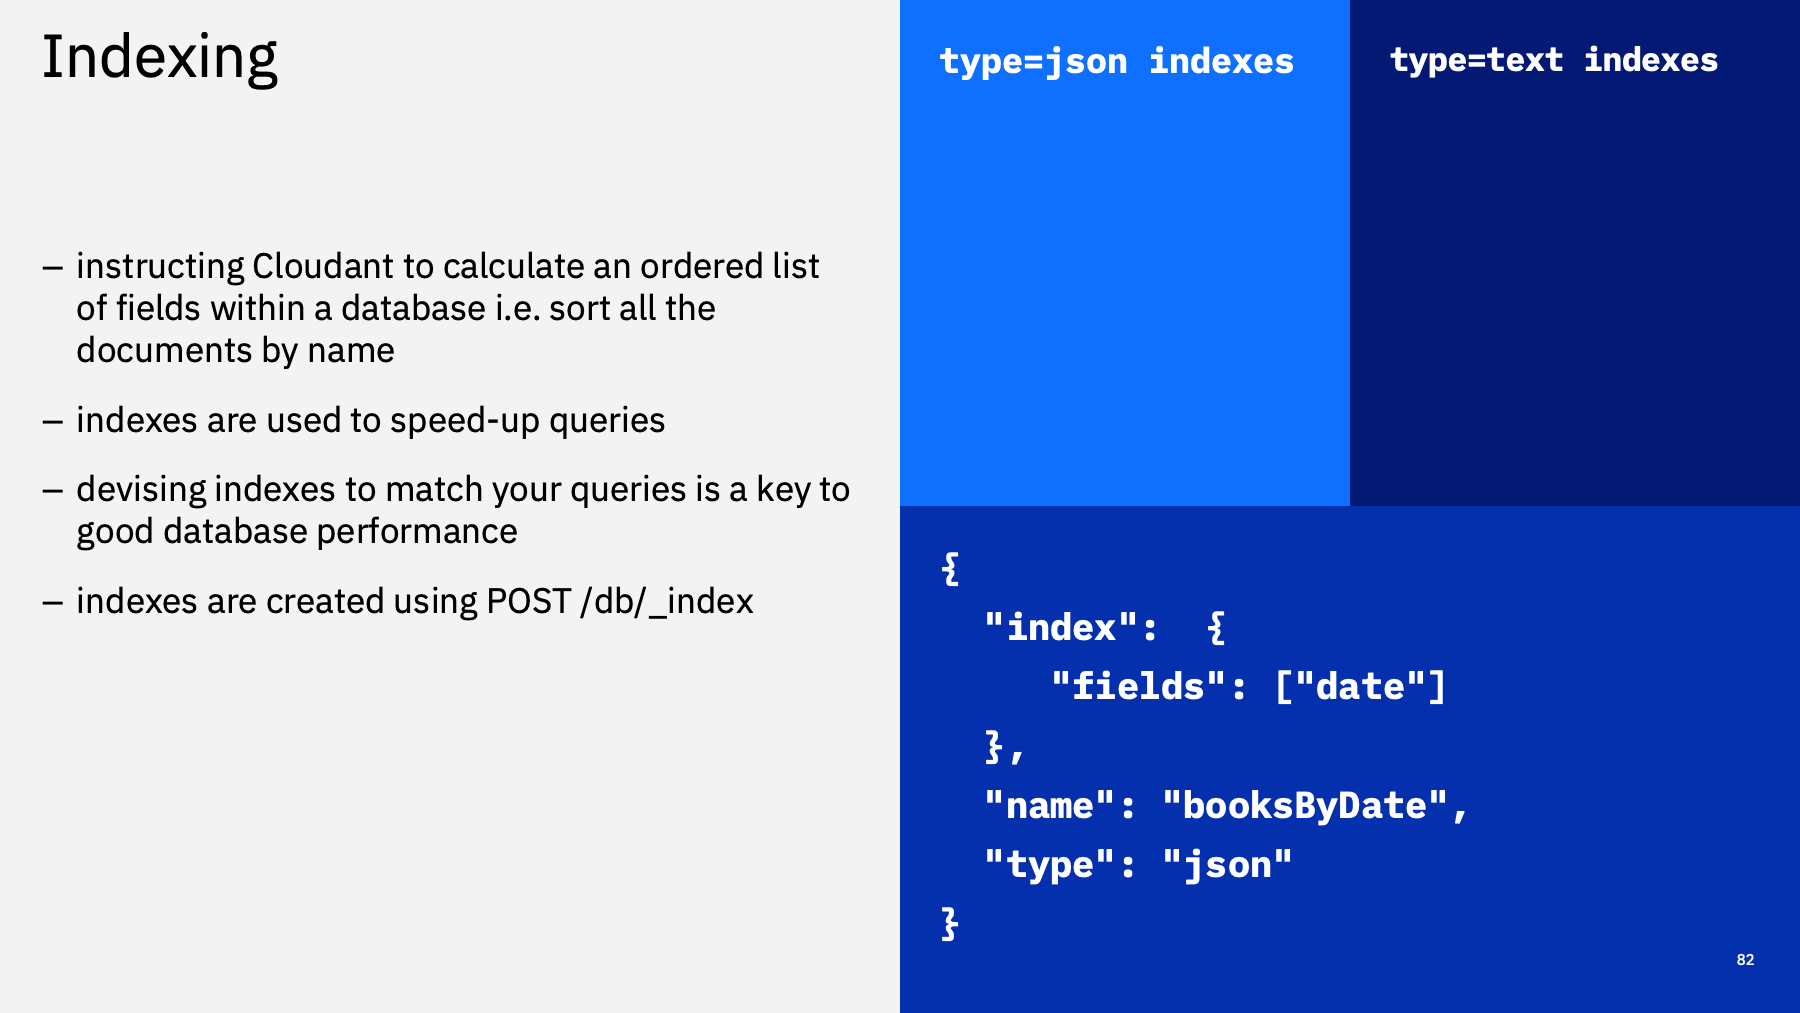 Indexing
– instructing Cloudant to calculate an ordered list
of fields within a database i.e. sort all the
documents by name
– indexes are used to speed-up queries
– devising indexes to match your queries is a key to
good database performance
– indexes are created using POST /db/_index
type=json indexes
type=text indexes
{
  "index":  {
     "fields": ["date"]
  },
  "name": "booksByDate",
  "type": "json"
}
82